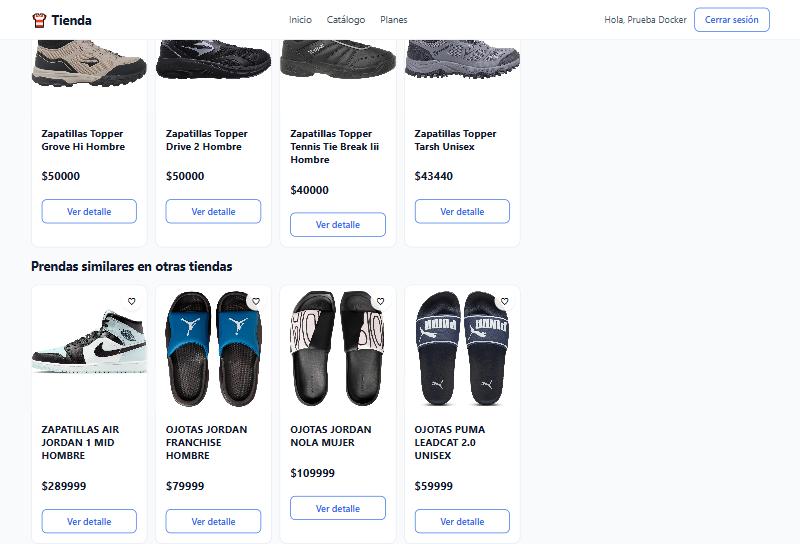 Tienda
Inicio Catálogo Planes
Hola, Prueba Docker
Cerrar sesión
Zapatillas Topper
Grove Hi Hombre
$50000
Ver detalle
Zapatillas Topper
Drive 2 Hombre
$50000
Ver detalle
Zapatillas Topper
Tennis Tie Break Iii
Hombre
$40000
Ver detalle
Zapatillas Topper
Tarsh Unisex
$43440
Ver detalle
Prendas similares en otras tiendas
ZAPATILLAS AIR
JORDAN 1 MID
HOMBRE
$289999
Ver detalle
OJOTAS JORDAN
FRANCHISE
HOMBRE
$79999
Ver detalle
OJOTAS JORDAN
NOLA MUJER
$109999
Ver detalle
OJOTAS PUMA
LEADCAT 2.0
UNISEX
$59999
Ver detalle